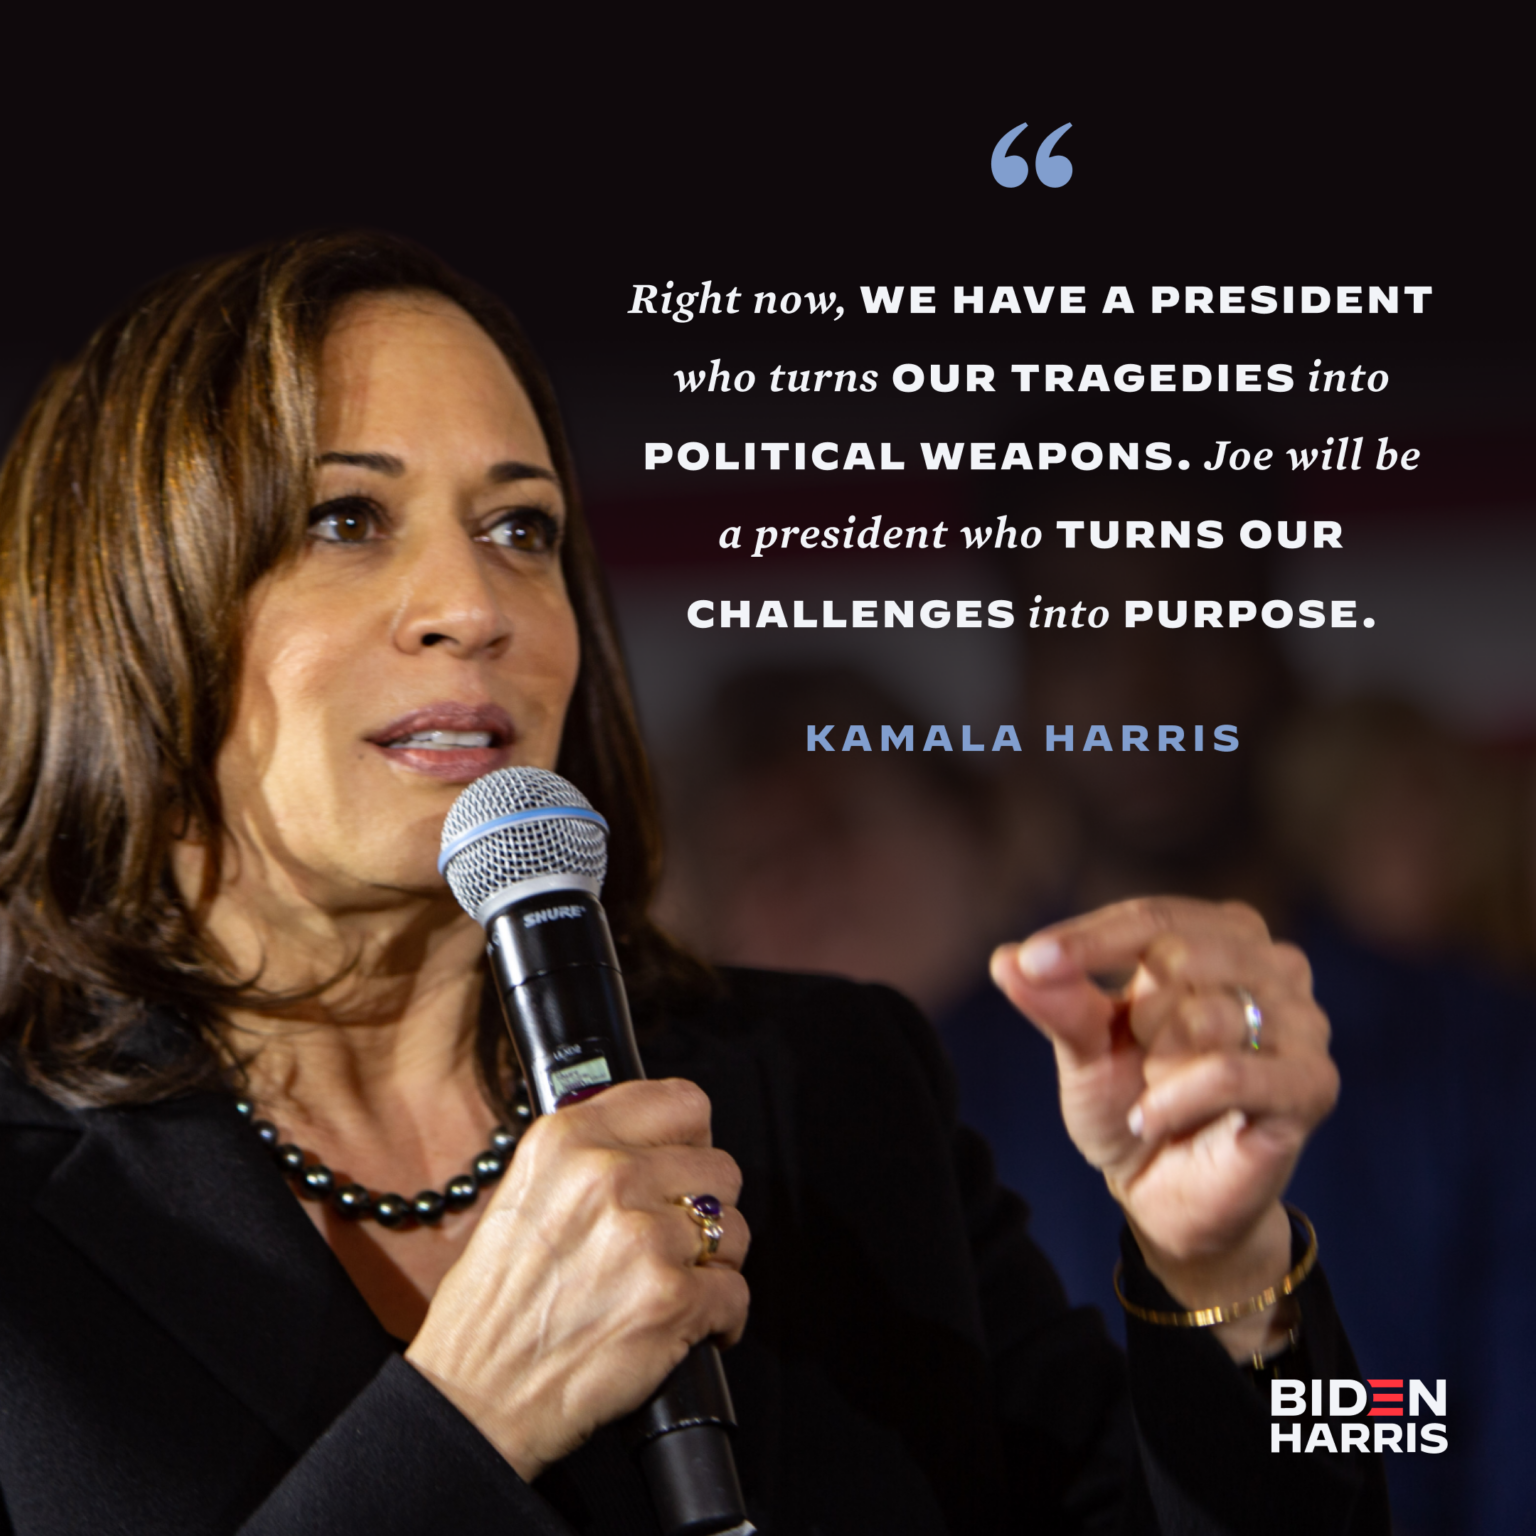 “
Right now, WE HAVE A PRESIDENT
who turns OUR TRAGEDIES into
POLITICAL WEAPONS. Joe will be
a president who TURNS OUR
CHALLENGES into PURPOSE.
KAMALA HARRIS
SHURE
BIDEN
HARRIS